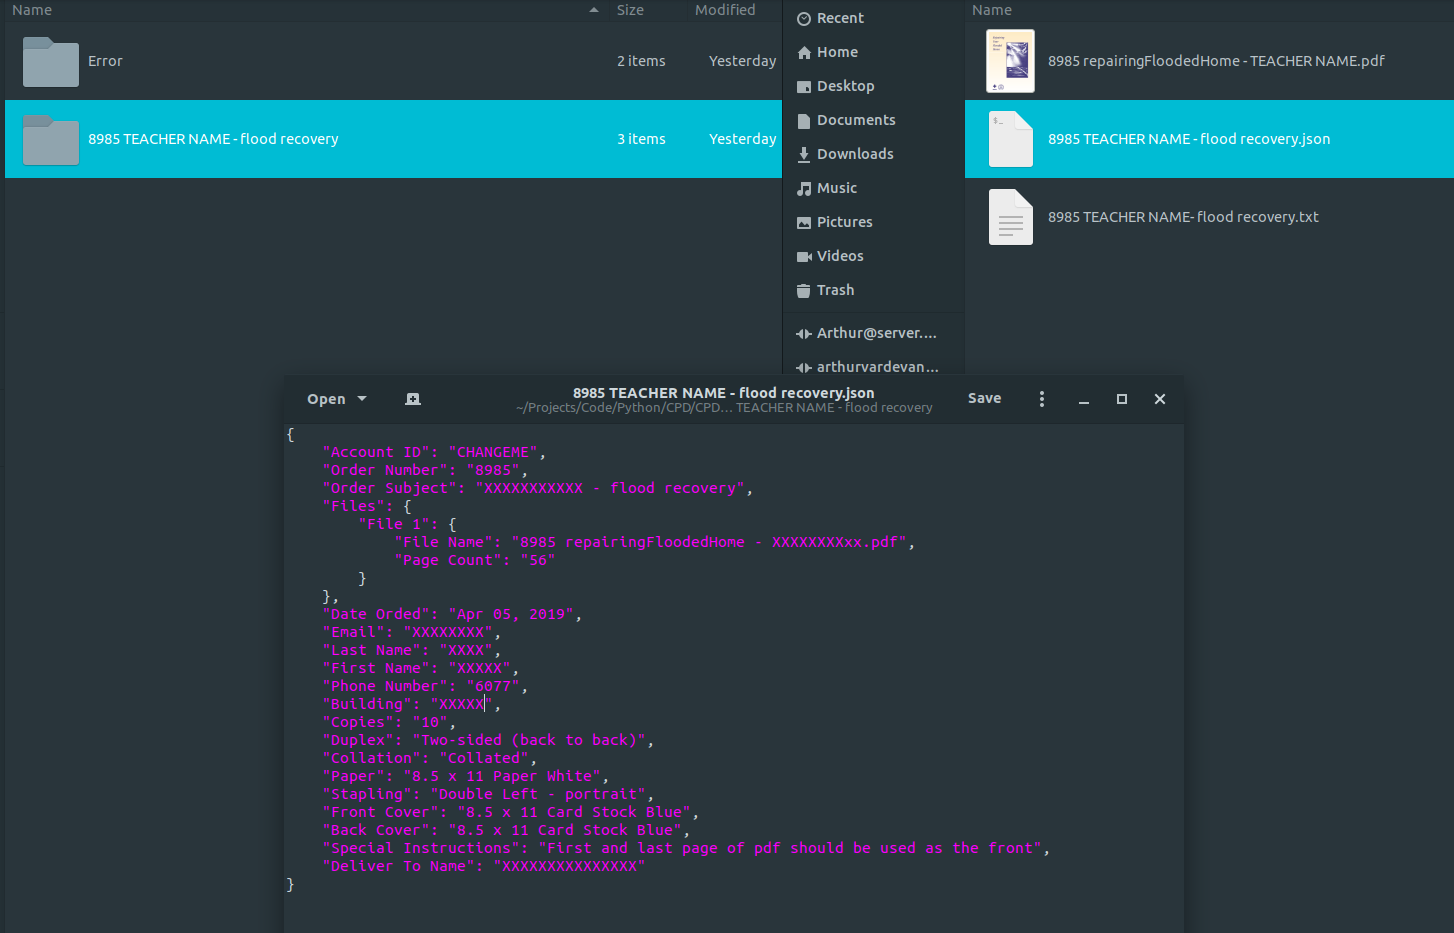 Name Size Modified
Error 2 items Yesterday
8985 TEACHER NAME - flood recovery 3 items Yesterday
Recent
Home
Desktop
Documents
Downloads
Music
Pictures
Videos
Trash
Arthur@server....
arthurvardevan...
Name
8985 repairingFloodedHome - TEACHER NAME.pdf
$_
8985 TEACHER NAME - flood recovery.json
8985 TEACHER NAME- flood recovery.txt
Open
8985 TEACHER NAME - flood recovery.json
~/Projects/Code/Python/CPD/CPD... TEACHER NAME - flood recovery
Save
{
"Account ID": "CHANGEME",
"Order Number": "8985",
"Order Subject": "XXXXXXXXXXX - flood recovery",
"Files": {
"File 1": {
"File Name": "8985 repairingFloodedHome - XXXXXXXXxx.pdf",
"Page Count": "56"
}
},
"Date Orded": "Apr 05, 2019",
"Email": "XXXXXXXX",
"Last Name": "XXXX",
"First Name": "XXXXX",
"Phone Number": "6077",
"Building": "XXXXX",
"Copies": "10",
"Duplex": "Two-sided (back to back)",
"Collation": "Collated",
"Paper": "8.5 x 11 Paper White",
"Stapling": "Double Left - portrait",
"Front Cover": "8.5 x 11 Card Stock Blue",
"Back Cover": "8.5 x 11 Card Stock Blue",
"Special Instructions": "First and last page of pdf should be used as the front",
"Deliver To Name": "XXXXXXXXXXXXXXX"
}